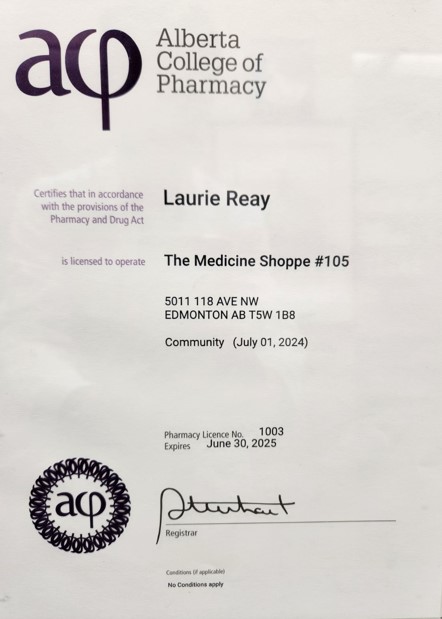 acp
Alberta
College of
Pharmacy
Certifies that in accordance
with the provisions of the
Pharmacy and Drug Act
Laurie Reay
is licensed to operate
The Medicine Shoppe #105
5011 118 AVE NW
EDMONTON AB T5W 1B8
Community (July 01, 2024)
Pharmacy Licence No. 1003
Expires June 30, 2025
acp
Registrar
Conditions (if applicable)
No Conditions apply